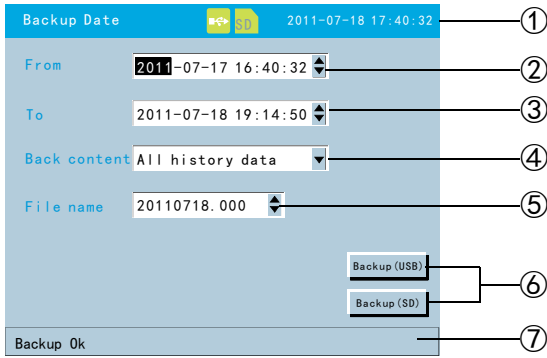 Backup Date SD 2011-07-18 17:40:32 ①
From 2011-07-17 16:40:32 ②
To 2011-07-18 19:14:50 ③
Back content All history data ④
File name 20110718.000 ⑤
Backup(USB)
⑥
Backup(SD)
Backup Ok ⑦